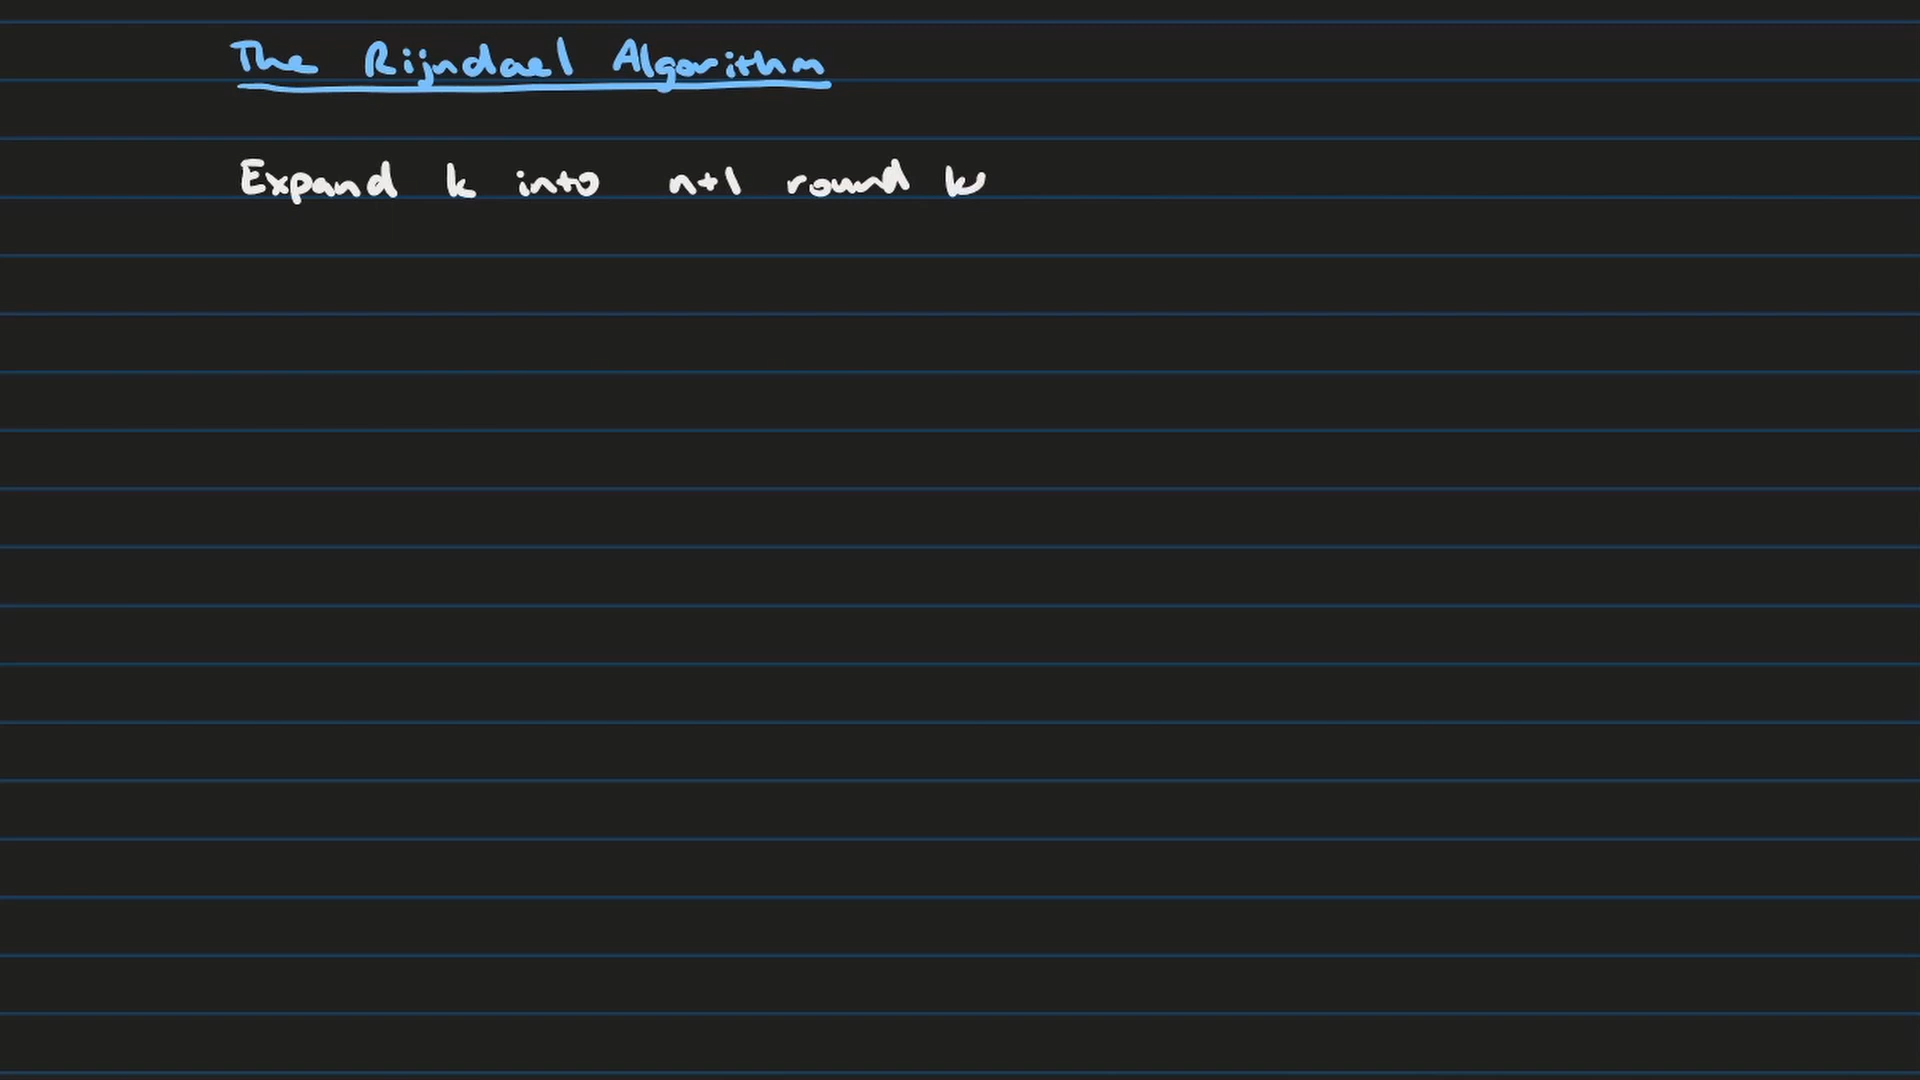 The Rijndael Algorithm
Expand k into n+1 round